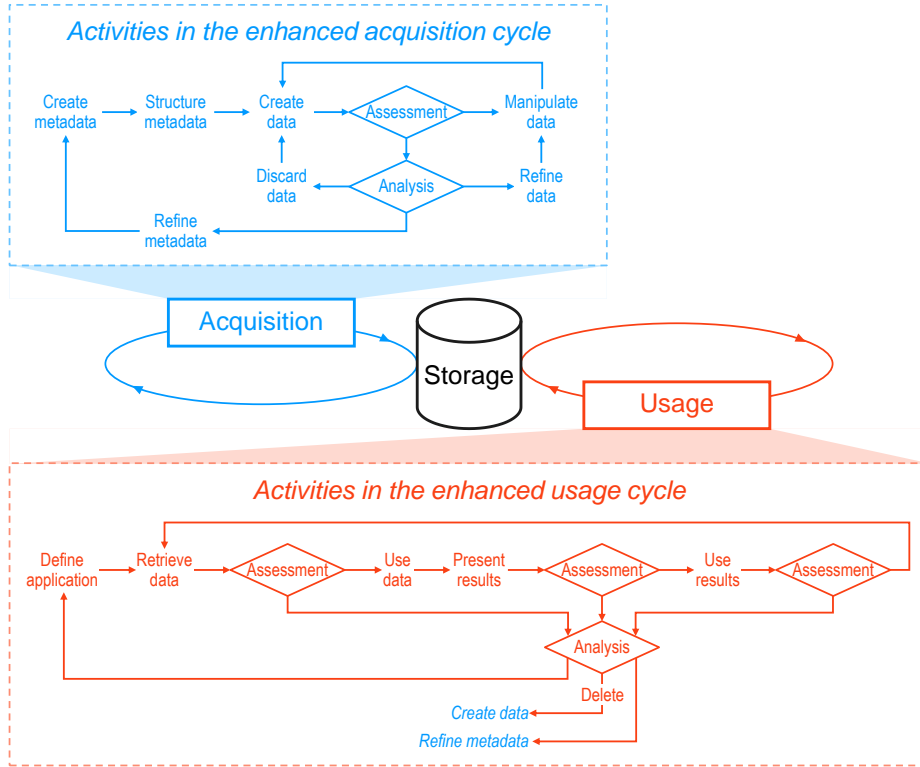 Activities in the enhanced acquisition cycle
Create
metadata
Structure
metadata
Create
data
Assessment
Manipulate
data
Discard
data
Analysis
Refine
data
Refine
metadata
Acquisition
Storage
Usage
Activities in the enhanced usage cycle
Define
application
Retrieve
data
Assessment
Use
data
Present
results
Assessment
Use
results
Assessment
Analysis
Delete
Create data
Refine metadata